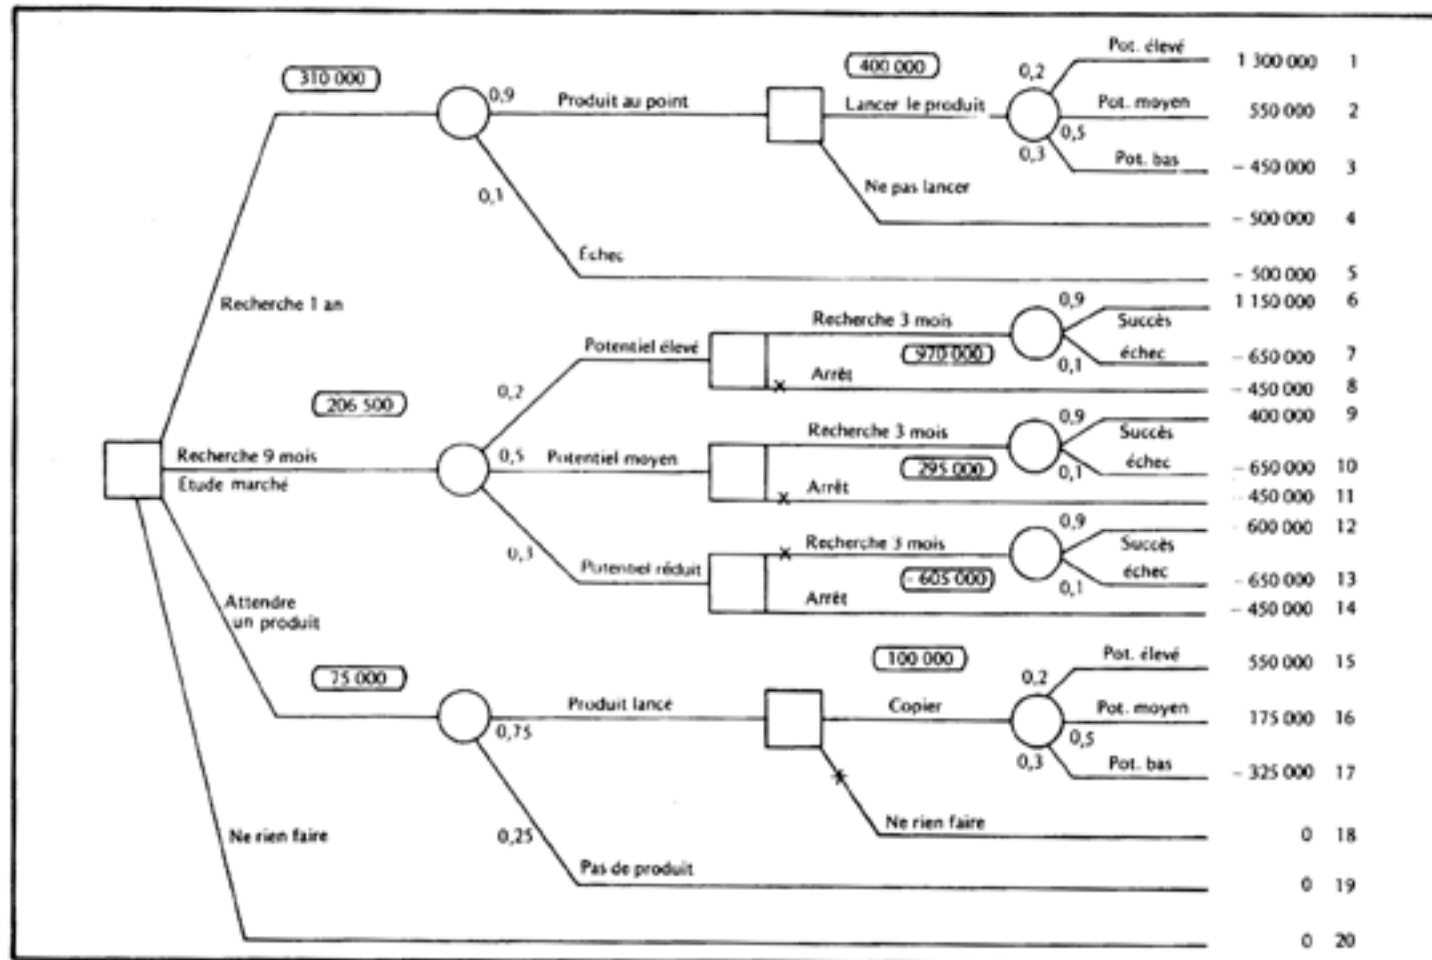 Pot. élevé
310 000
400 000
0,2
1 300 000 1
0,9
Produit au point
Lancer le produit
Pot. moyen
550 000 2
0,5
0,3
Pot. bas
− 450 000 3
Ne pas lancer
0,1
− 500 000 4
Échec
− 500 000 5
Recherche 1 an
0,9
1 150 000 6
Recherche 3 mois
Succès
Potentiel élevé
970 000
échec
− 650 000 7
0,1
Arrêt
− 450 000 8
0,2
206 500
0,9
400 000 9
Recherche 3 mois
Succès
Recherche 9 mois
0,5
Potentiel moyen
295 000
échec
− 650 000 10
0,1
Etude marché
Arrêt
− 450 000 11
0,9
600 000 12
0,3
Recherche 3 mois
Succès
Potentiel réduit
- 605 000
échec
− 650 000 13
0,1
Arrêt
− 450 000 14
Attendre
un produit
100 000
Pot. élevé
550 000 15
75 000
0,2
Produit lancé
Copier
Pot. moyen
175 000 16
0,75
0,5
0,3
Pot. bas
− 325 000 17
Ne rien faire
0,25
Ne rien faire
0 18
Pas de produit
0 19
0 20